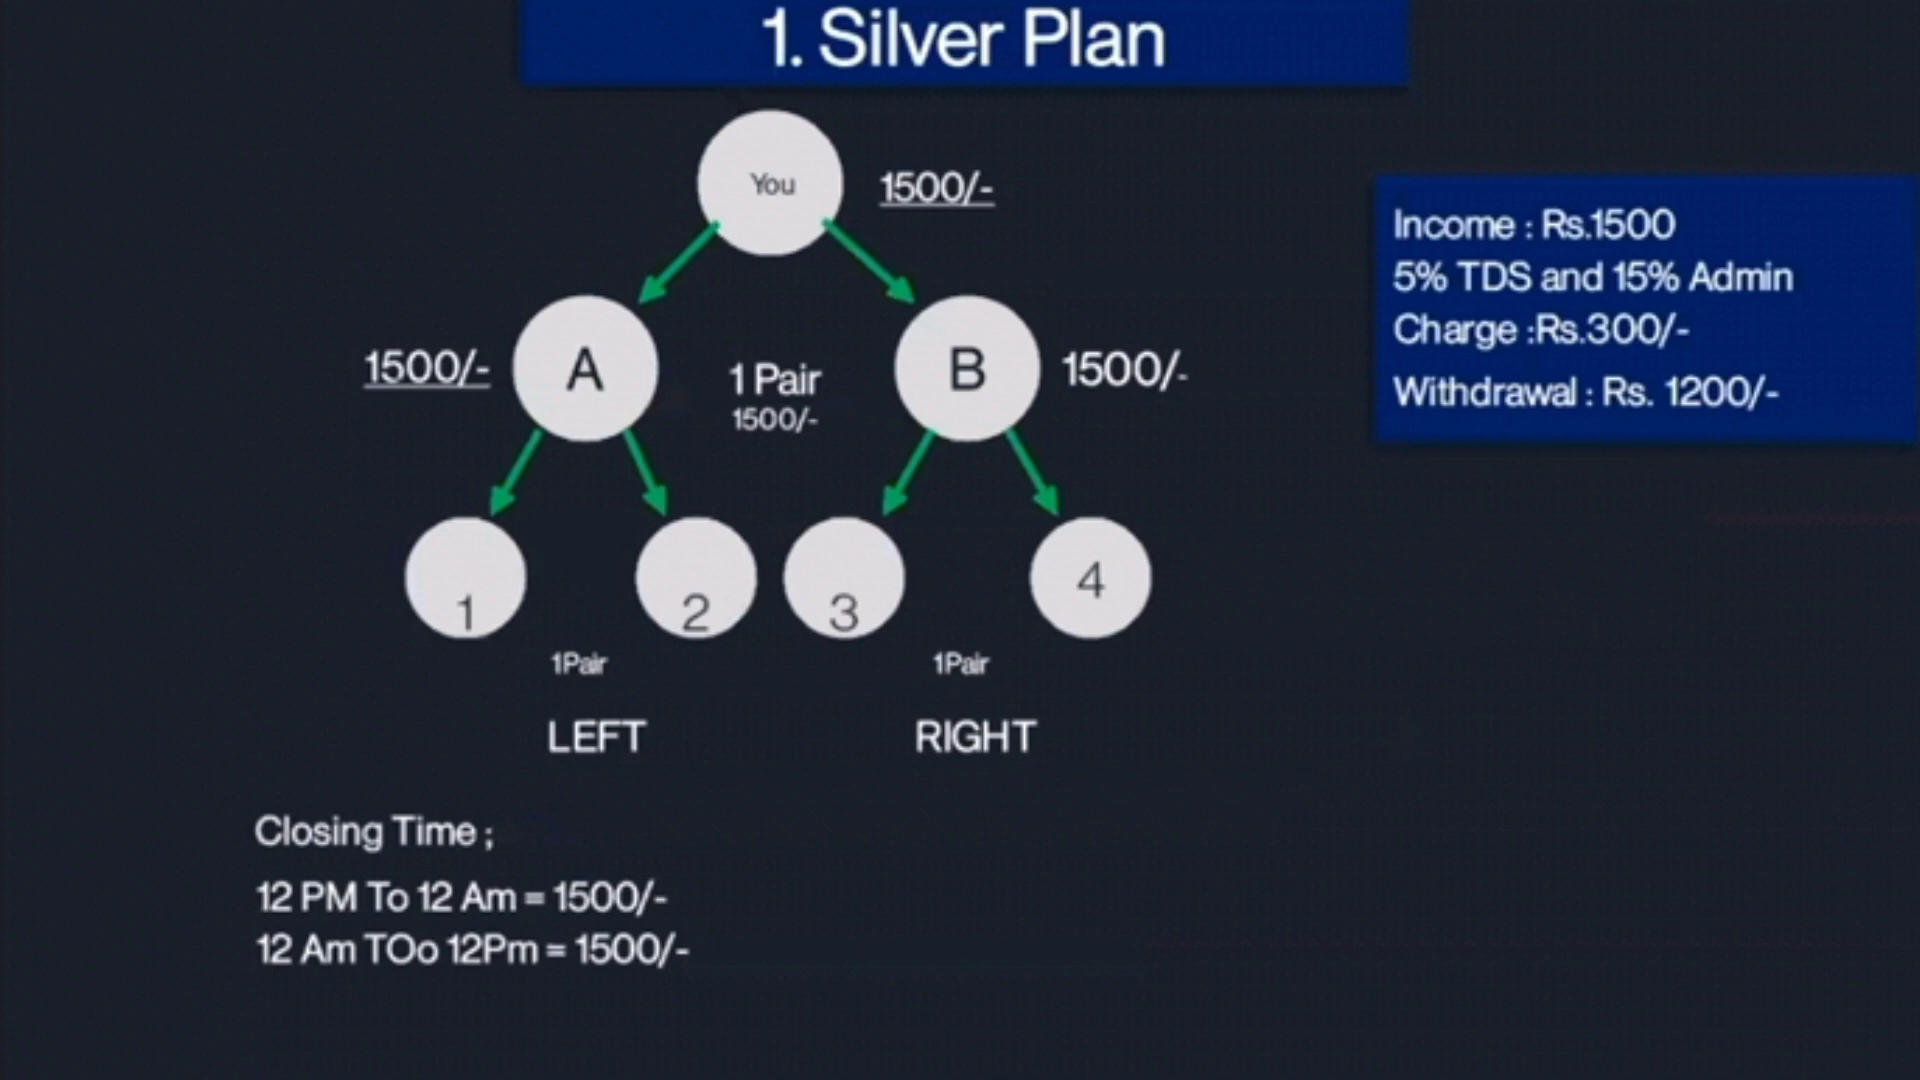 1. Silver Plan
You
1500/-
Income : Rs.1500
5% TDS and 15% Admin
Charge :Rs.300/-
Withdrawal : Rs. 1200/-
1500/-
A
1 Pair
1500/-
B
1500/-
1
2
3
4
1Pair
1Pair
LEFT
RIGHT
Closing Time ;
12 PM To 12 Am = 1500/-
12 Am TOo 12Pm = 1500/-